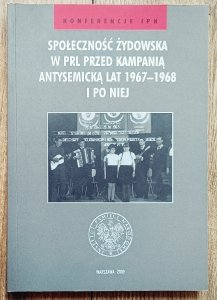 KONFERENCJE IPN
SPOŁECZNOŚĆ ŻYDOWSKA
W PRL PRZED KAMPANIĄ
ANTYSEMICKĄ LAT 1967–1968
I PO NIEJ
WARSZAWA 2009